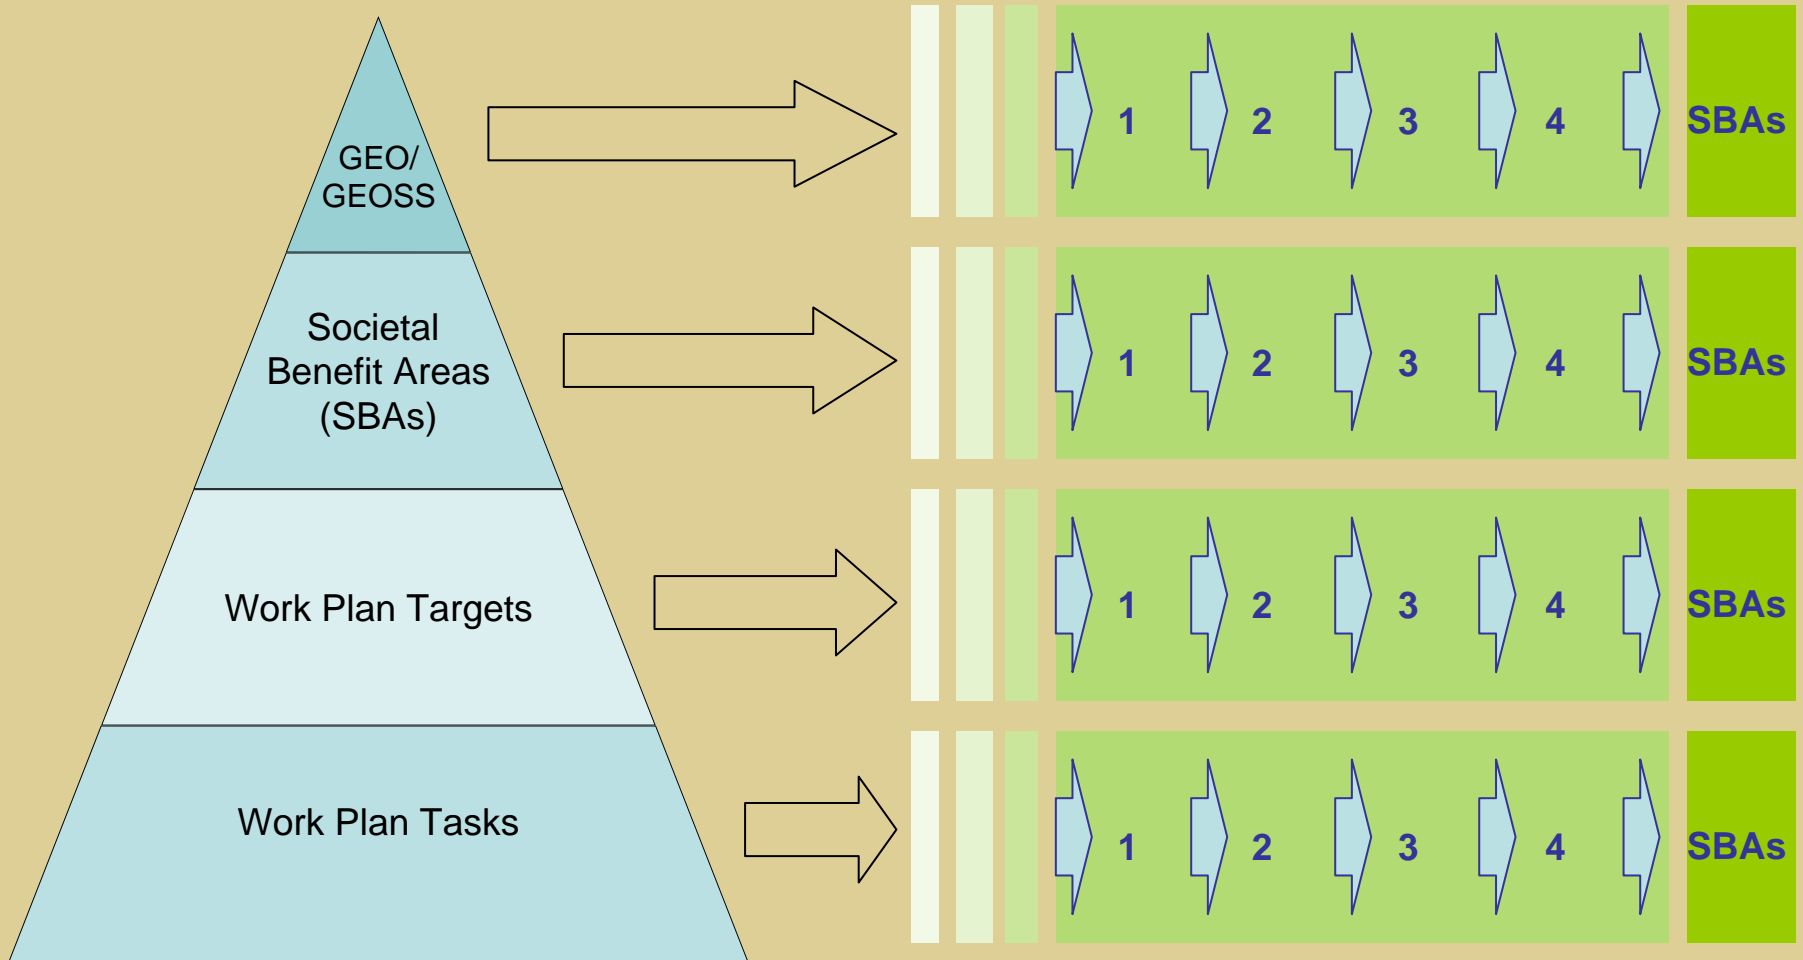 GEO/
GEOSS
1 2 3 4 SBAs
Societal
Benefit Areas
(SBAs)
1 2 3 4 SBAs
Work Plan Targets
1 2 3 4 SBAs
Work Plan Tasks
1 2 3 4 SBAs